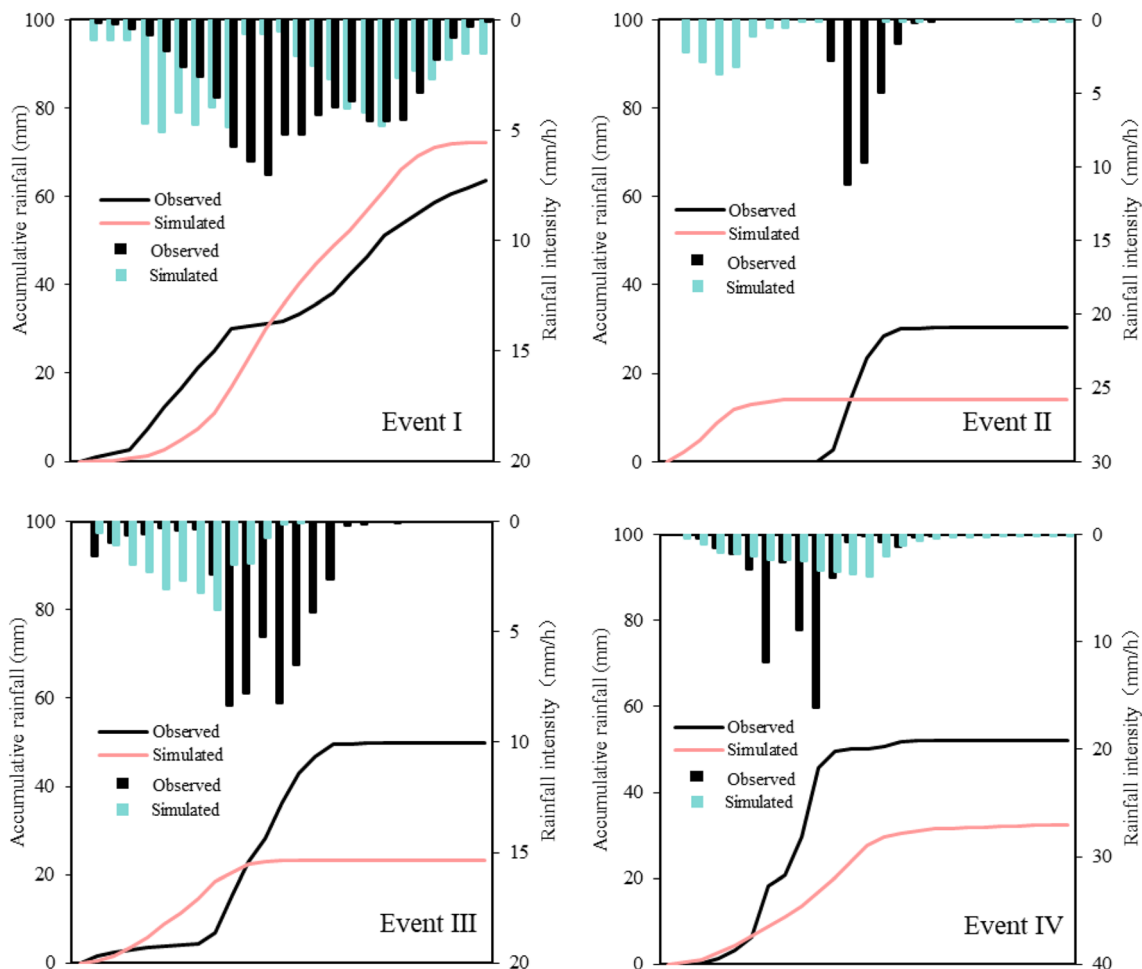 100
80
60
40
20
0
Accumulative rainfall (mm)
Observed
Simulated
Observed
Simulated
Event I
0
5
10
15
20
Rainfall intensity (mm/h)
100
80
60
40
20
0
Accumulative rainfall (mm)
Observed
Simulated
Observed
Simulated
Event II
0
5
10
15
20
25
30
Rainfall intensity (mm/h)
100
80
60
40
20
0
Accumulative rainfall (mm)
Observed
Simulated
Observed
Simulated
Event III
0
5
10
15
20
Rainfall intensity (mm/h)
100
80
60
40
20
0
Accumulative rainfall (mm)
Observed
Simulated
Observed
Simulated
Event IV
0
10
20
30
40
Rainfall intensity (mm/h)